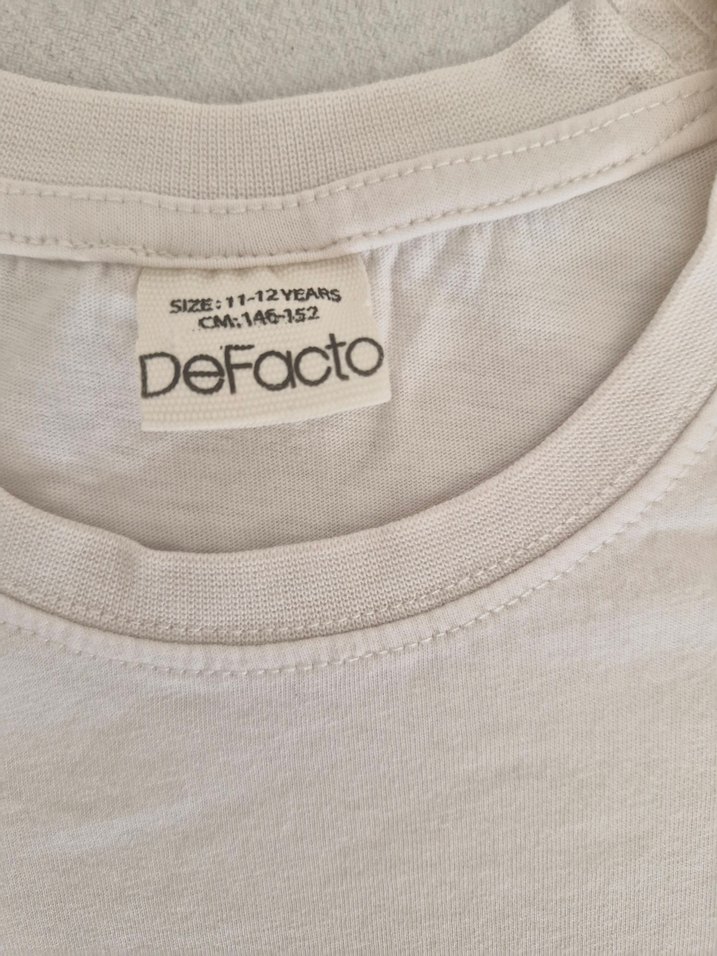 SIZE: 11-12 YEARS
CM: 146-152
DeFacto